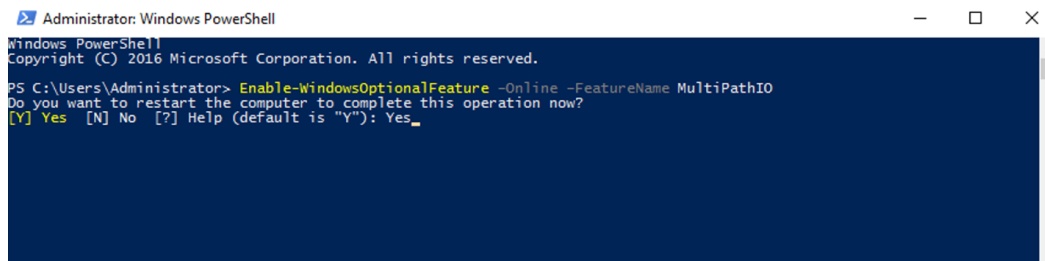 Administrator: Windows PowerShell
Windows PowerShell
Copyright (C) 2016 Microsoft Corporation. All rights reserved.
PS C:\Users\Administrator> Enable-WindowsOptionalFeature -Online -FeatureName MultiPathIO
Do you want to restart the computer to complete this operation now?
[Y] Yes  [N] No  [?] Help (default is "Y"): Yes_